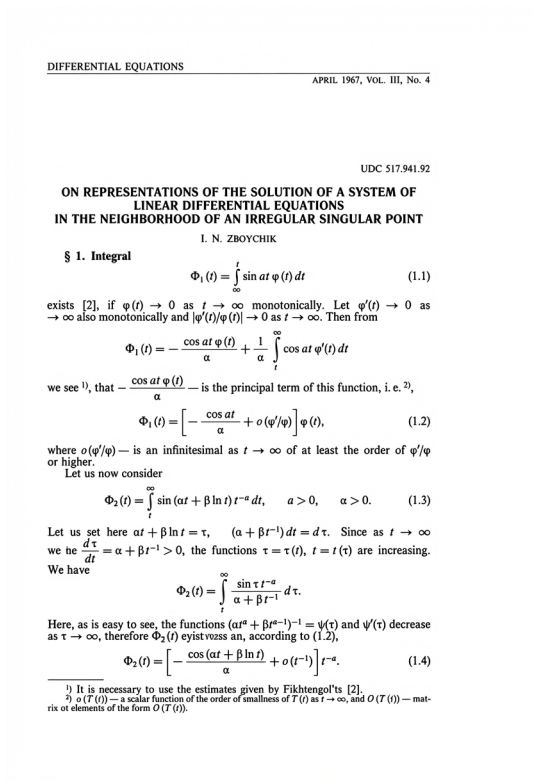 DIFFERENTIAL EQUATIONS
APRIL 1967, VOL. III, No. 4
UDC 517.941.92
ON REPRESENTATIONS OF THE SOLUTION OF A SYSTEM OF
LINEAR DIFFERENTIAL EQUATIONS
IN THE NEIGHBORHOOD OF AN IRREGULAR SINGULAR POINT
I. N. ZBOYCHIK
§ 1. Integral
Φ₁ (t) = ∫_∞^t sin at φ (t) dt (1.1)
exists [2], if φ (t) → 0 as t → ∞ monotonically. Let φ′(t) → 0 as
→ ∞ also monotonically and |φ′(t)/φ (t)| → 0 as t → ∞. Then from
Φ₁ (t) = − cos at φ (t) / α + 1 / α ∫_t^∞ cos at φ′(t) dt
we see ¹⁾, that − cos at φ (t) / α — is the principal term of this function, i. e. ²⁾,
Φ₁ (t) = [ − cos at / α + o (φ′/φ) ] φ (t), (1.2)
where o (φ′/φ) — is an infinitesimal as t → ∞ of at least the order of φ′/φ
or higher.
Let us now consider
Φ₂ (t) = ∫_t^∞ sin (αt + β ln t) t⁻ᵃ dt, a > 0, α > 0. (1.3)
Let us set here αt + β ln t = τ, (α + βt⁻¹) dt = d τ. Since as t → ∞
we he d τ / dt = α + βt⁻¹ > 0, the functions τ = τ (t), t = t (τ) are increasing.
We have
Φ₂ (t) = ∫_t^∞ sin τ t⁻ᵃ / α + βt⁻¹ d τ.
Here, as is easy to see, the functions (αtᵃ + βtᵃ⁻¹)⁻¹ = ψ(τ) and ψ′(τ) decrease
as τ → ∞, therefore Φ₂ (t) eyist vozss an, according to (1.2),
Φ₂ (t) = [ − cos (αt + β ln t) / α + o (t⁻¹) ] t⁻ᵃ. (1.4)
¹⁾ It is necessary to use the estimates given by Fikhtengol'ts [2].
²⁾ o (T (t)) — a scalar function of the order of smallness of T (t) as t → ∞, and O (T (t)) — mat-
rix ot elements of the form O (T (t)).